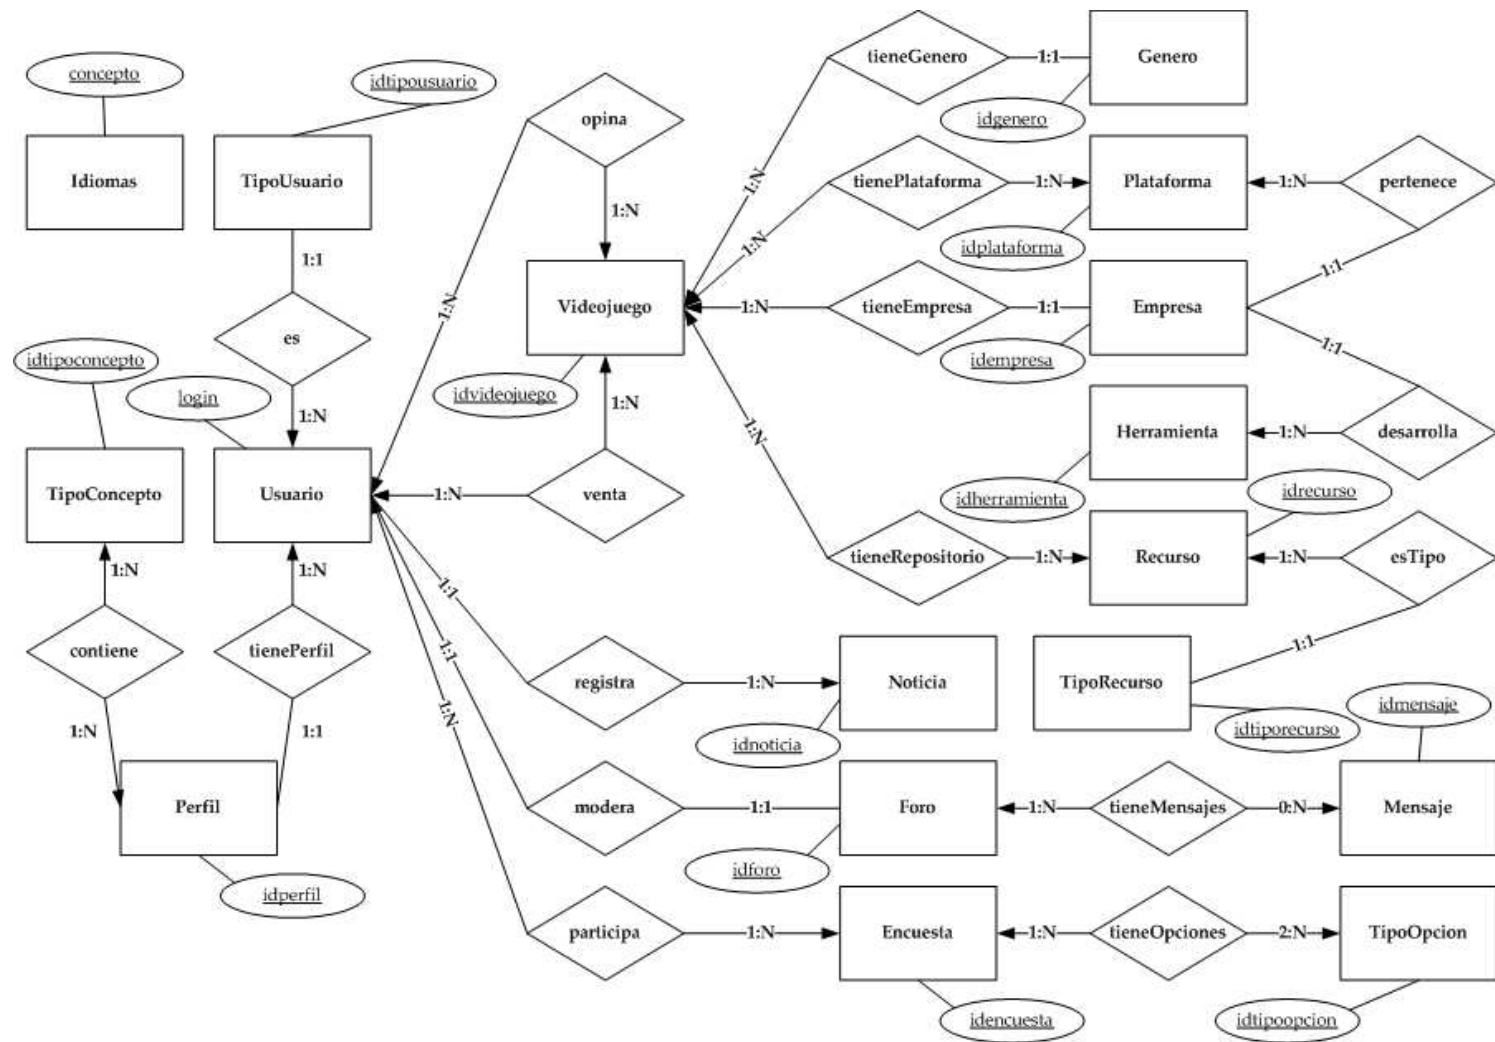 tieneGenero
1:1
Genero
concepto
idtipousuario
opina
idgenero
Idiomas
TipoUsuario
1:N
tienePlataforma
1:N
Plataforma
1:N
pertenece
1:N
1:N
idplataforma
1:1
1:1
Videojuego
1:N
tieneEmpresa
1:1
Empresa
1:N
es
1:1
idtipoconcepto
idempresa
login
idvideojuego
1:N
1:N
1:N
Herramienta
1:N
desarrolla
TipoConcepto
Usuario
1:N
venta
idherramienta
idrecurso
1:N
1:N
tieneRepositorio
1:N
Recurso
1:N
esTipo
1:1
contiene
tienePerfil
1:1
1:1
registra
1:N
Noticia
TipoRecurso
idmensaje
1:N
1:1
1:N
idnoticia
idtiporecurso
Perfil
modera
1:1
Foro
1:N
tieneMensajes
0:N
Mensaje
idforo
idperfil
participa
1:N
Encuesta
1:N
tieneOpciones
2:N
TipoOpcion
idencuesta
idtipoopcion